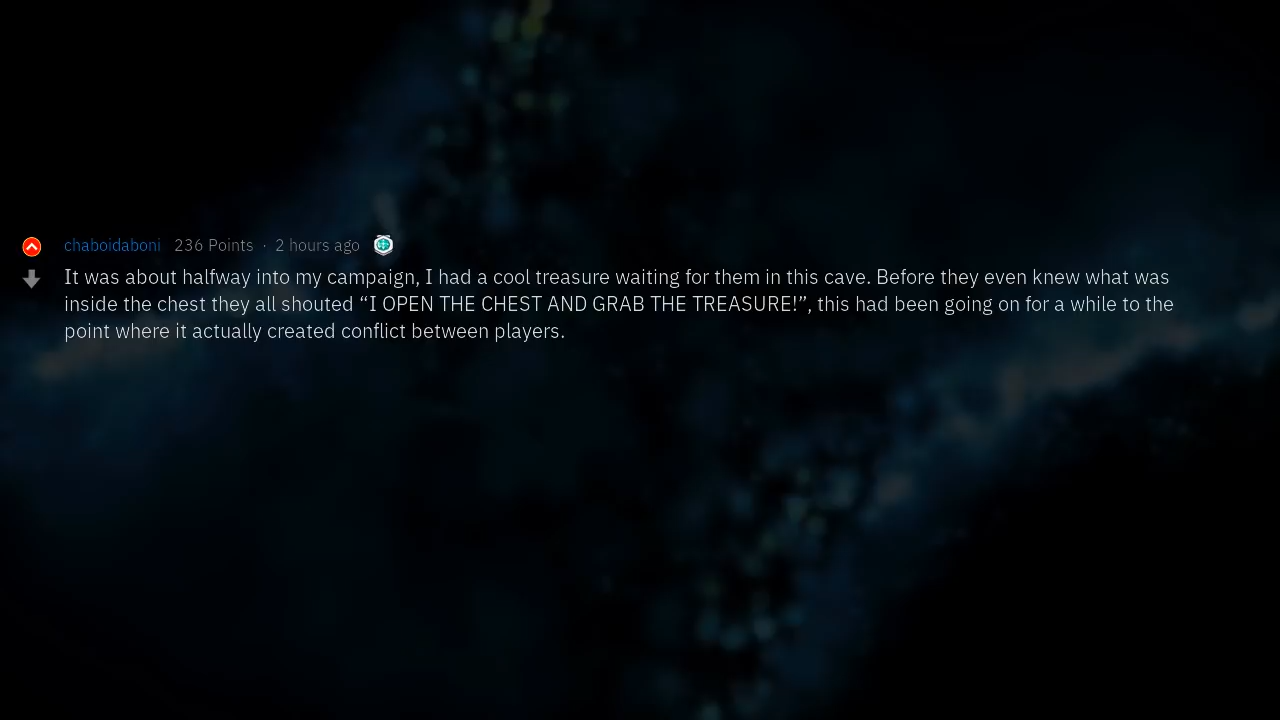 chaboidaboni 236 Points · 2 hours ago
It was about halfway into my campaign, I had a cool treasure waiting for them in this cave. Before they even knew what was
inside the chest they all shouted “I OPEN THE CHEST AND GRAB THE TREASURE!”, this had been going on for a while to the
point where it actually created conflict between players.